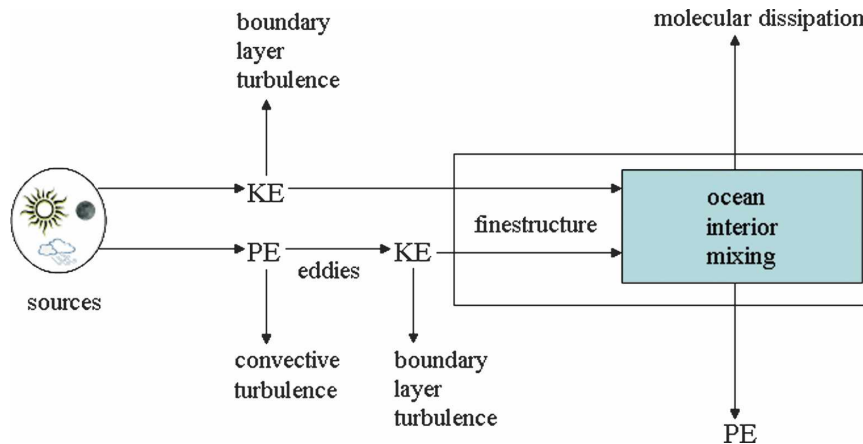 boundary
layer
turbulence
molecular dissipation
KE
ocean
interior
mixing
finestructure
PE
eddies
KE
sources
convective
turbulence
boundary
layer
turbulence
PE